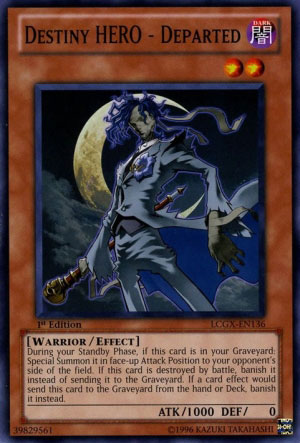 DESTINY HERO - DEPARTED
DARK
闇
LCGX-EN136
1st Edition
[WARRIOR / EFFECT]
During your Standby Phase, if this card is in your Graveyard:
Special Summon it in face-up Attack Position to your opponent's
side of the field. If this card is destroyed by battle, banish it
instead of sending it to the Graveyard. If a card effect would
send this card to the Graveyard from the hand or Deck, banish
it instead.
ATK/1000 DEF/ 0
39829561
©1996 KAZUKI TAKAHASHI